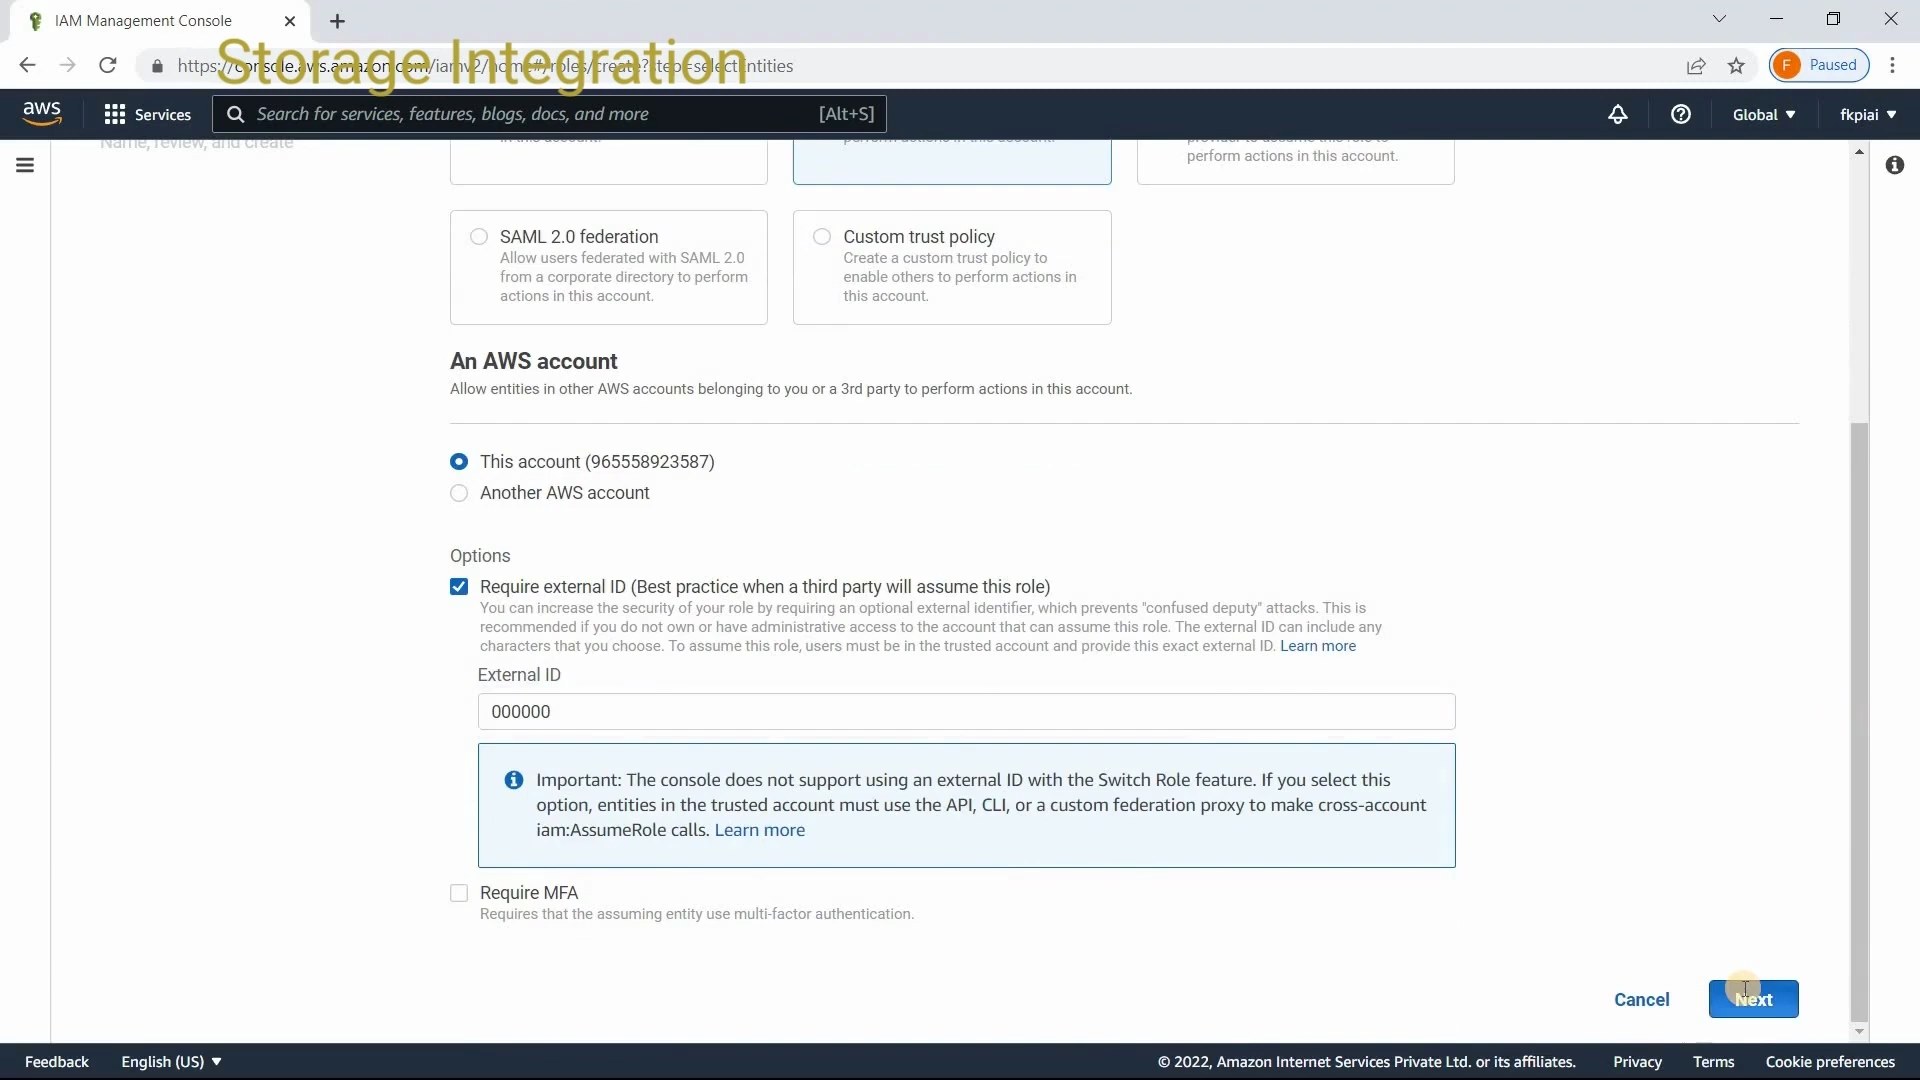 IAM Management Console
Storage Integration
https://console.aws.amazon.com/iamv2/home#/roles/create?step=selectEntities
F Paused
aws
Services
Search for services, features, blogs, docs, and more [Alt+S]
Global
fkpiai
Name, review, and create
in this account.
perform actions in this account.
provider to assume this role to
perform actions in this account.
SAML 2.0 federation
Allow users federated with SAML 2.0
from a corporate directory to perform
actions in this account.
Custom trust policy
Create a custom trust policy to
enable others to perform actions in
this account.
An AWS account
Allow entities in other AWS accounts belonging to you or a 3rd party to perform actions in this account.
This account (965558923587)
Another AWS account
Options
Require external ID (Best practice when a third party will assume this role)
You can increase the security of your role by requiring an optional external identifier, which prevents "confused deputy" attacks. This is
recommended if you do not own or have administrative access to the account that can assume this role. The external ID can include any
characters that you choose. To assume this role, users must be in the trusted account and provide this exact external ID. Learn more
External ID
000000
Important: The console does not support using an external ID with the Switch Role feature. If you select this
option, entities in the trusted account must use the API, CLI, or a custom federation proxy to make cross-account
iam:AssumeRole calls. Learn more
Require MFA
Requires that the assuming entity use multi-factor authentication.
Cancel
Next
Feedback
English (US)
© 2022, Amazon Internet Services Private Ltd. or its affiliates.
Privacy
Terms
Cookie preferences